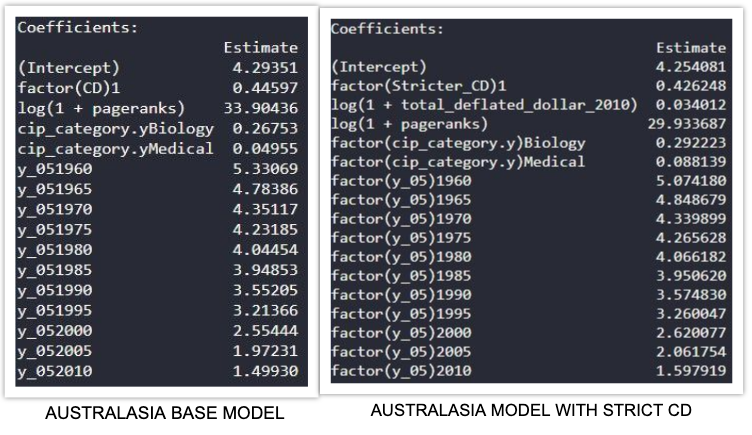 Coefficients:
Estimate
(Intercept) 4.29351
factor(CD)1 0.44597
log(1 + pageranks) 33.90436
cip_category.yBiology 0.26753
cip_category.yMedical 0.04955
y_051960 5.33069
y_051965 4.78386
y_051970 4.35117
y_051975 4.23185
y_051980 4.04454
y_051985 3.94853
y_051990 3.55205
y_051995 3.21366
y_052000 2.55444
y_052005 1.97231
y_052010 1.49930
AUSTRALASIA BASE MODEL
Coefficients:
Estimate
(Intercept) 4.254081
factor(Stricter_CD)1 0.426248
log(1 + total_deflated_dollar_2010) 0.034012
log(1 + pageranks) 29.933687
factor(cip_category.y)Biology 0.292223
factor(cip_category.y)Medical 0.088139
factor(y_05)1960 5.074180
factor(y_05)1965 4.848679
factor(y_05)1970 4.339899
factor(y_05)1975 4.265628
factor(y_05)1980 4.066182
factor(y_05)1985 3.950620
factor(y_05)1990 3.574830
factor(y_05)1995 3.260047
factor(y_05)2000 2.620077
factor(y_05)2005 2.061754
factor(y_05)2010 1.597919
AUSTRALASIA MODEL WITH STRICT CD